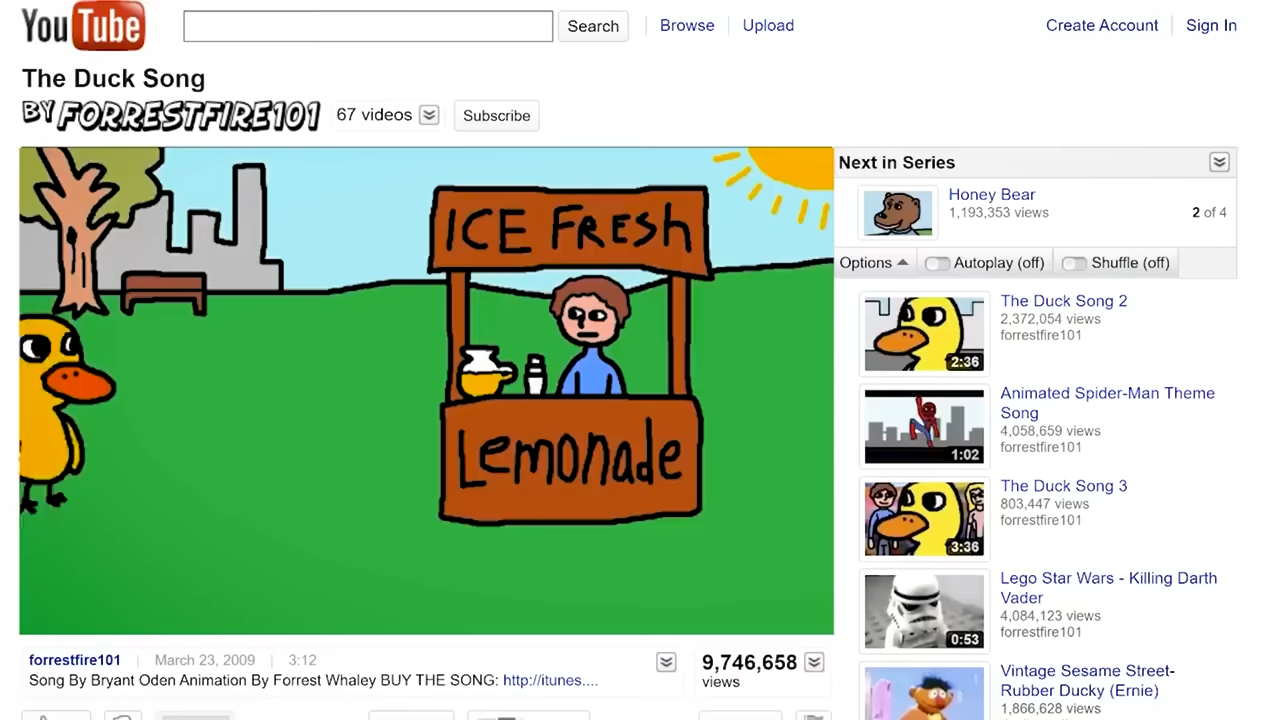 YouTube
Search
Browse
Upload
Create Account
Sign In
The Duck Song
BY FORRESTFIRE101
67 videos
Subscribe
ICE FRESH
Lemonade
Next in Series
Honey Bear
1,193,353 views
2 of 4
Options
Autoplay (off)
Shuffle (off)
The Duck Song 2
2,372,054 views
forrestfire101
2:36
Animated Spider-Man Theme
Song
4,058,659 views
forrestfire101
1:02
The Duck Song 3
803,447 views
forrestfire101
3:36
Lego Star Wars - Killing Darth
Vader
4,084,123 views
forrestfire101
0:53
Vintage Sesame Street-
Rubber Ducky (Ernie)
1,866,628 views
forrestfire101
March 23, 2009
3:12
Song By Bryant Oden Animation By Forrest Whaley BUY THE SONG: http://itunes....
9,746,658
views